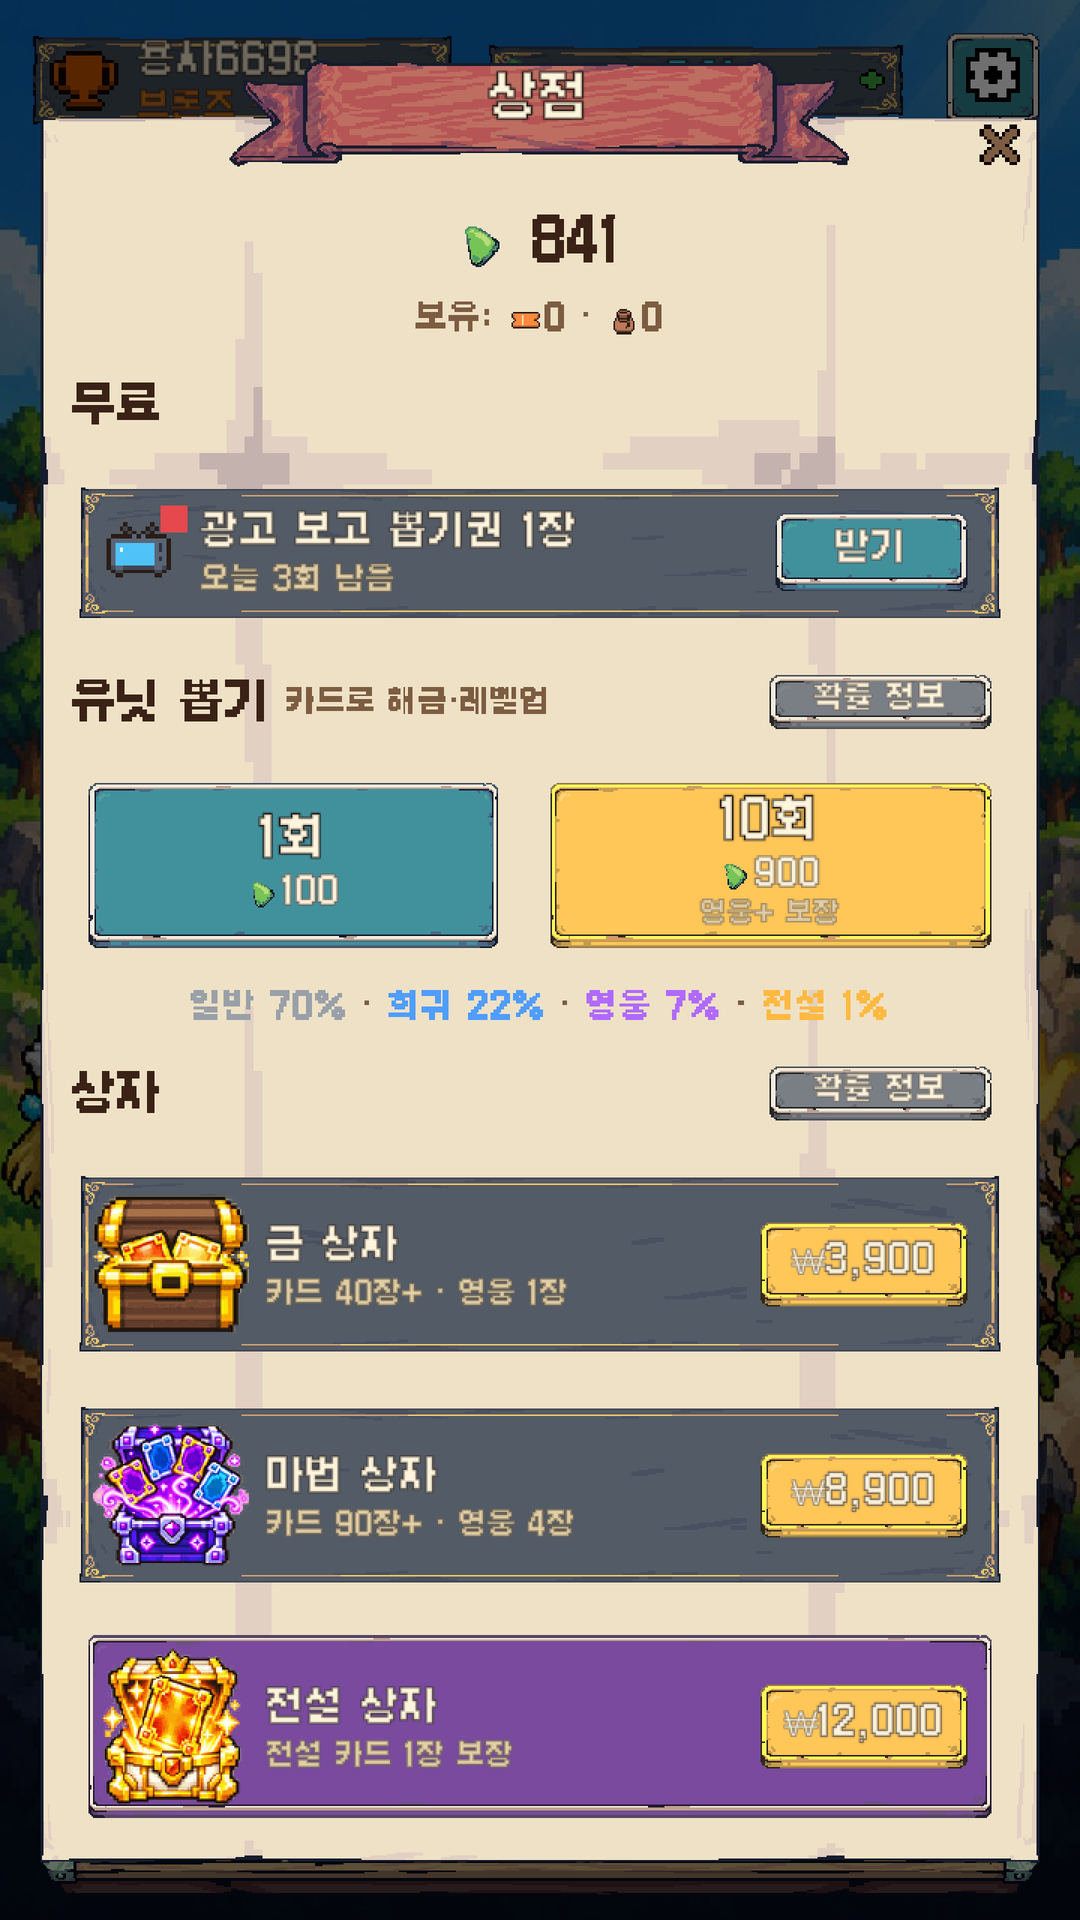 용사6698
브론즈
상점
841
보유: 0 · 0
무료
광고 보고 뽑기권 1장
오늘 3회 남음
받기
유닛 뽑기 카드로 해금·레벨업
확률 정보
1회
100
10회
900
영웅+ 보장
일반 70% · 희귀 22% · 영웅 7% · 전설 1%
상자
확률 정보
금 상자
카드 40장+ · 영웅 1장
₩3,900
마법 상자
카드 90장+ · 영웅 4장
₩8,900
전설 상자
전설 카드 1장 보장
₩12,000